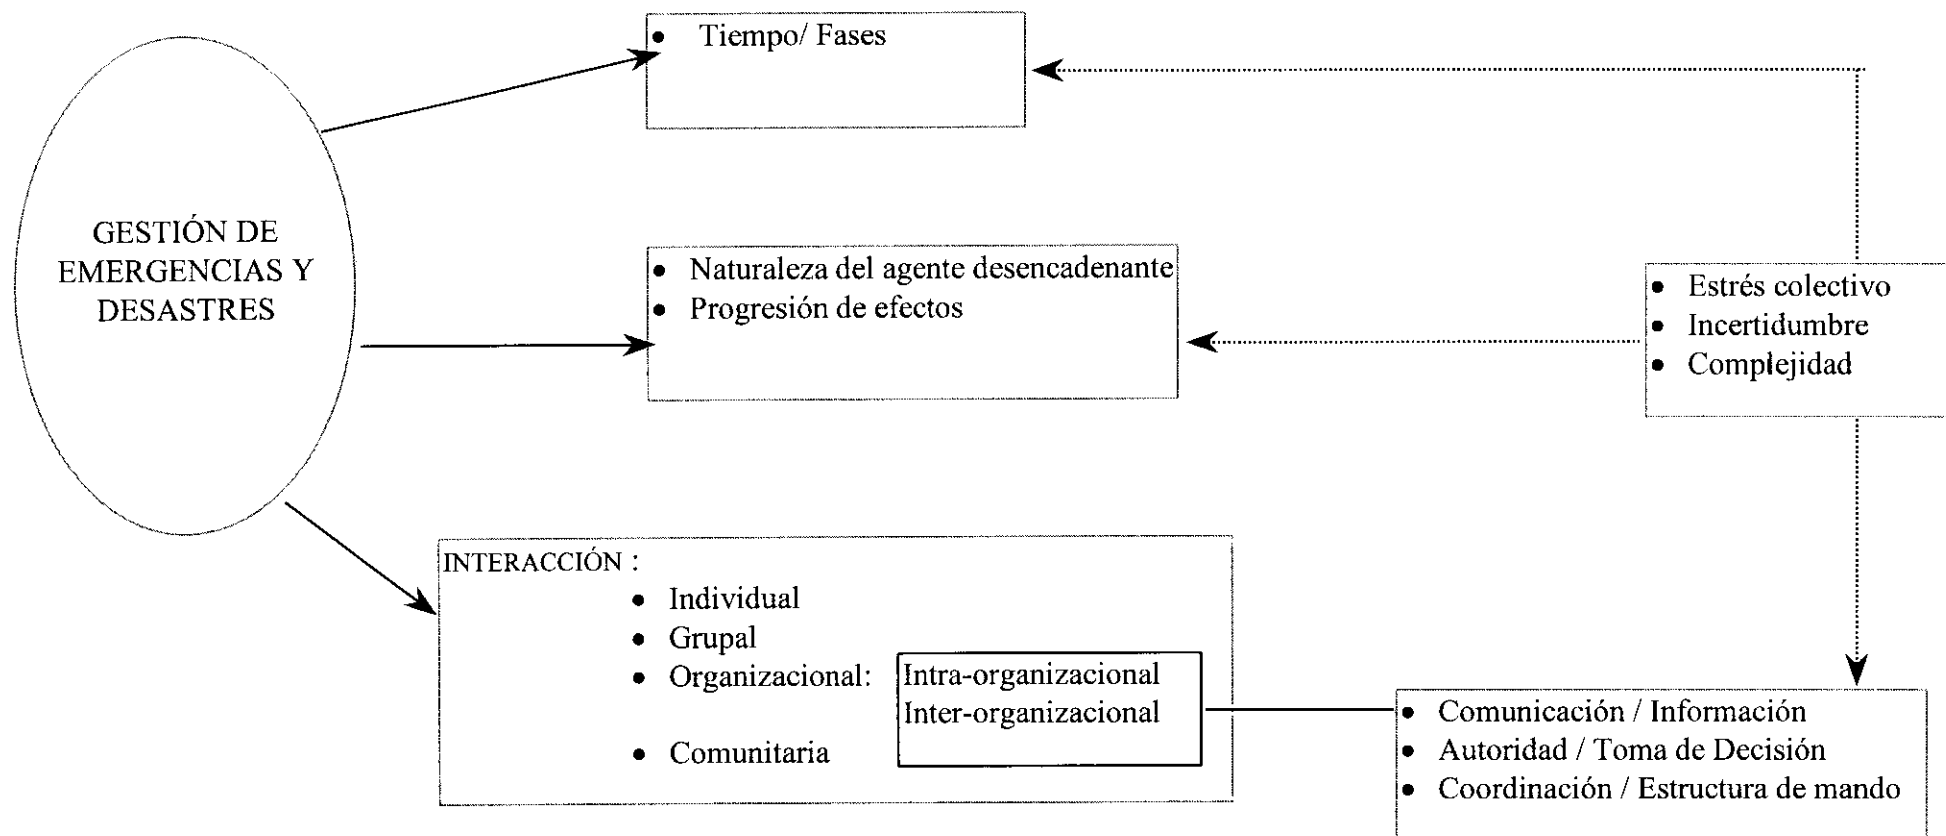 GESTIÓN DE
EMERGENCIAS Y
DESASTRES
• Tiempo/ Fases
• Naturaleza del agente desencadenante
• Progresión de efectos
• Estrés colectivo
• Incertidumbre
• Complejidad
INTERACCIÓN :
• Individual
• Grupal
• Organizacional:
Intra-organizacional
Inter-organizacional
• Comunitaria
• Comunicación / Información
• Autoridad / Toma de Decisión
• Coordinación / Estructura de mando